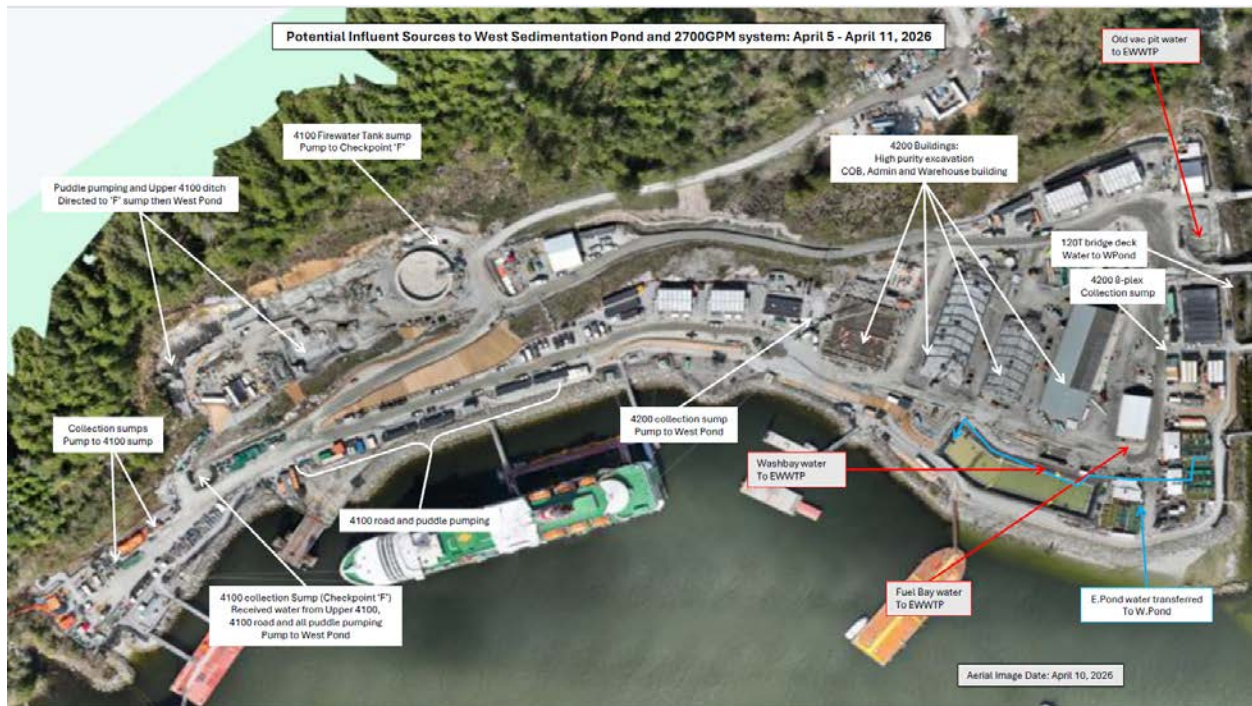 Potential Influent Sources to West Sedimentation Pond and 2700GPM system: April 5 - April 11, 2026
Old vac pit water
to EWWTP
4100 Firewater Tank sump
Pump to Checkpoint 'F'
4200 Buildings:
High purity excavation
COB, Admin and Warehouse building
Puddle pumping and Upper 4100 ditch
Directed to 'F' sump then West Pond
120T bridge deck
Water to WPond
4200 8-plex
Collection sump
Collection sumps
Pump to 4100 sump
4200 collection sump
Pump to West Pond
Washbay water
To EWWTP
4100 road and puddle pumping
4100 collection Sump (Checkpoint 'F')
Received water from Upper 4100,
4100 road and all puddle pumping
Pump to West Pond
Fuel Bay water
To EWWTP
E.Pond water transferred
To W.Pond
Aerial Image Date: April 10, 2026